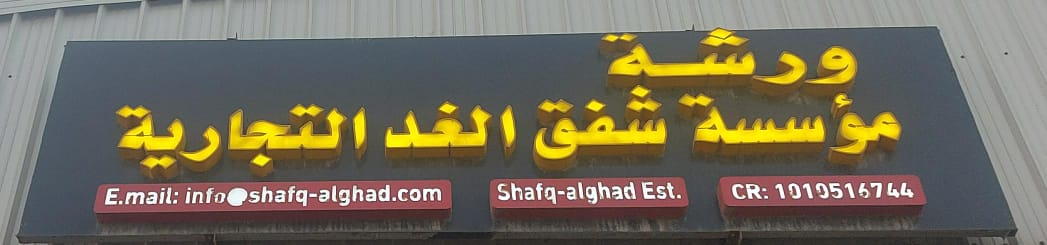 ورشة
مؤسسة شفق الغد التجارية
E.mail: info@shafq-alghad.com
Shafq-alghad Est.
CR: 1010516744